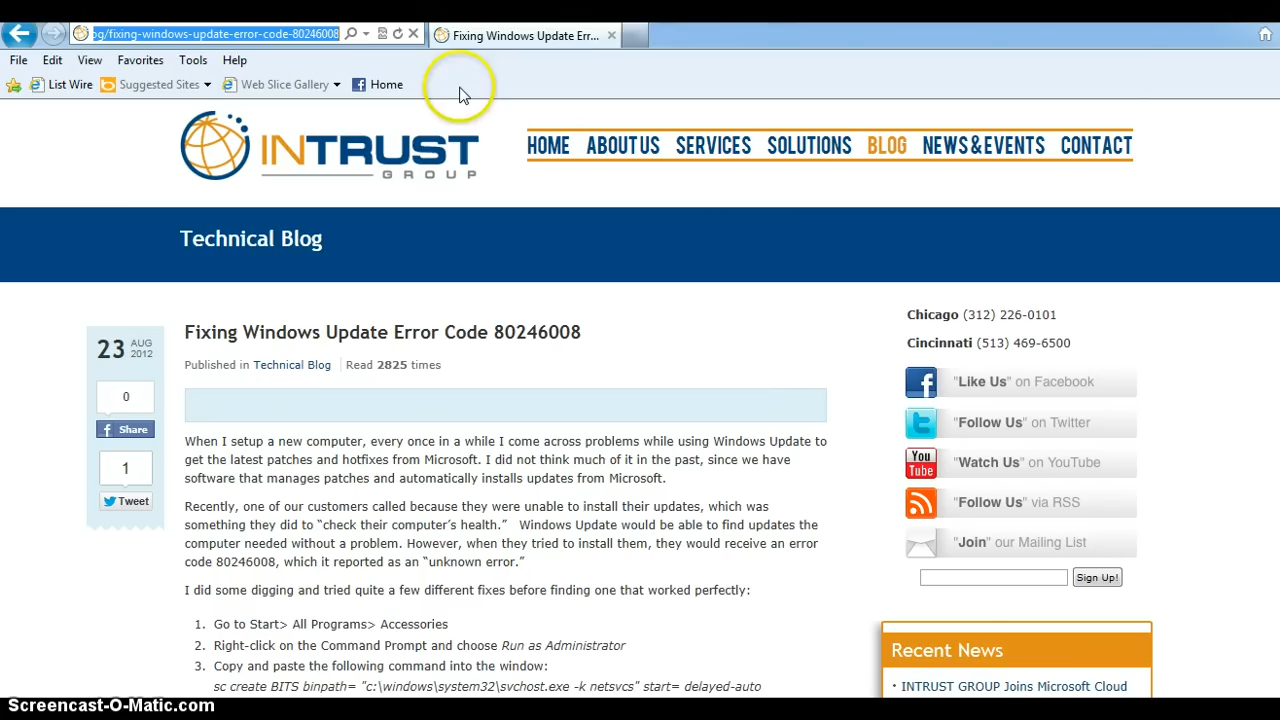 og/fixing-windows-update-error-code-80246008
Fixing Windows Update Err...
File Edit View Favorites Tools Help
List Wire Suggested Sites Web Slice Gallery Home
INTRUST
GROUP
HOME ABOUT US SERVICES SOLUTIONS BLOG NEWS & EVENTS CONTACT
Technical Blog
23 AUG 2012
0
Share
1
Tweet
Fixing Windows Update Error Code 80246008
Published in Technical Blog Read 2825 times
When I setup a new computer, every once in a while I come across problems while using Windows Update to
get the latest patches and hotfixes from Microsoft. I did not think much of it in the past, since we have
software that manages patches and automatically installs updates from Microsoft.
Recently, one of our customers called because they were unable to install their updates, which was
something they did to “check their computer’s health.” Windows Update would be able to find updates the
computer needed without a problem. However, when they tried to install them, they would receive an error
code 80246008, which it reported as an “unknown error.”
I did some digging and tried quite a few different fixes before finding one that worked perfectly:
1. Go to Start> All Programs> Accessories
2. Right-click on the Command Prompt and choose Run as Administrator
3. Copy and paste the following command into the window:
sc create BITS binpath= "c:\windows\system32\svchost.exe -k netsvcs" start= delayed-auto
Chicago (312) 226-0101
Cincinnati (513) 469-6500
"Like Us" on Facebook
"Follow Us" on Twitter
You Tube
"Watch Us" on YouTube
"Follow Us" via RSS
"Join" our Mailing List
Sign Up!
Recent News
• INTRUST GROUP Joins Microsoft Cloud
Screencast-O-Matic.com